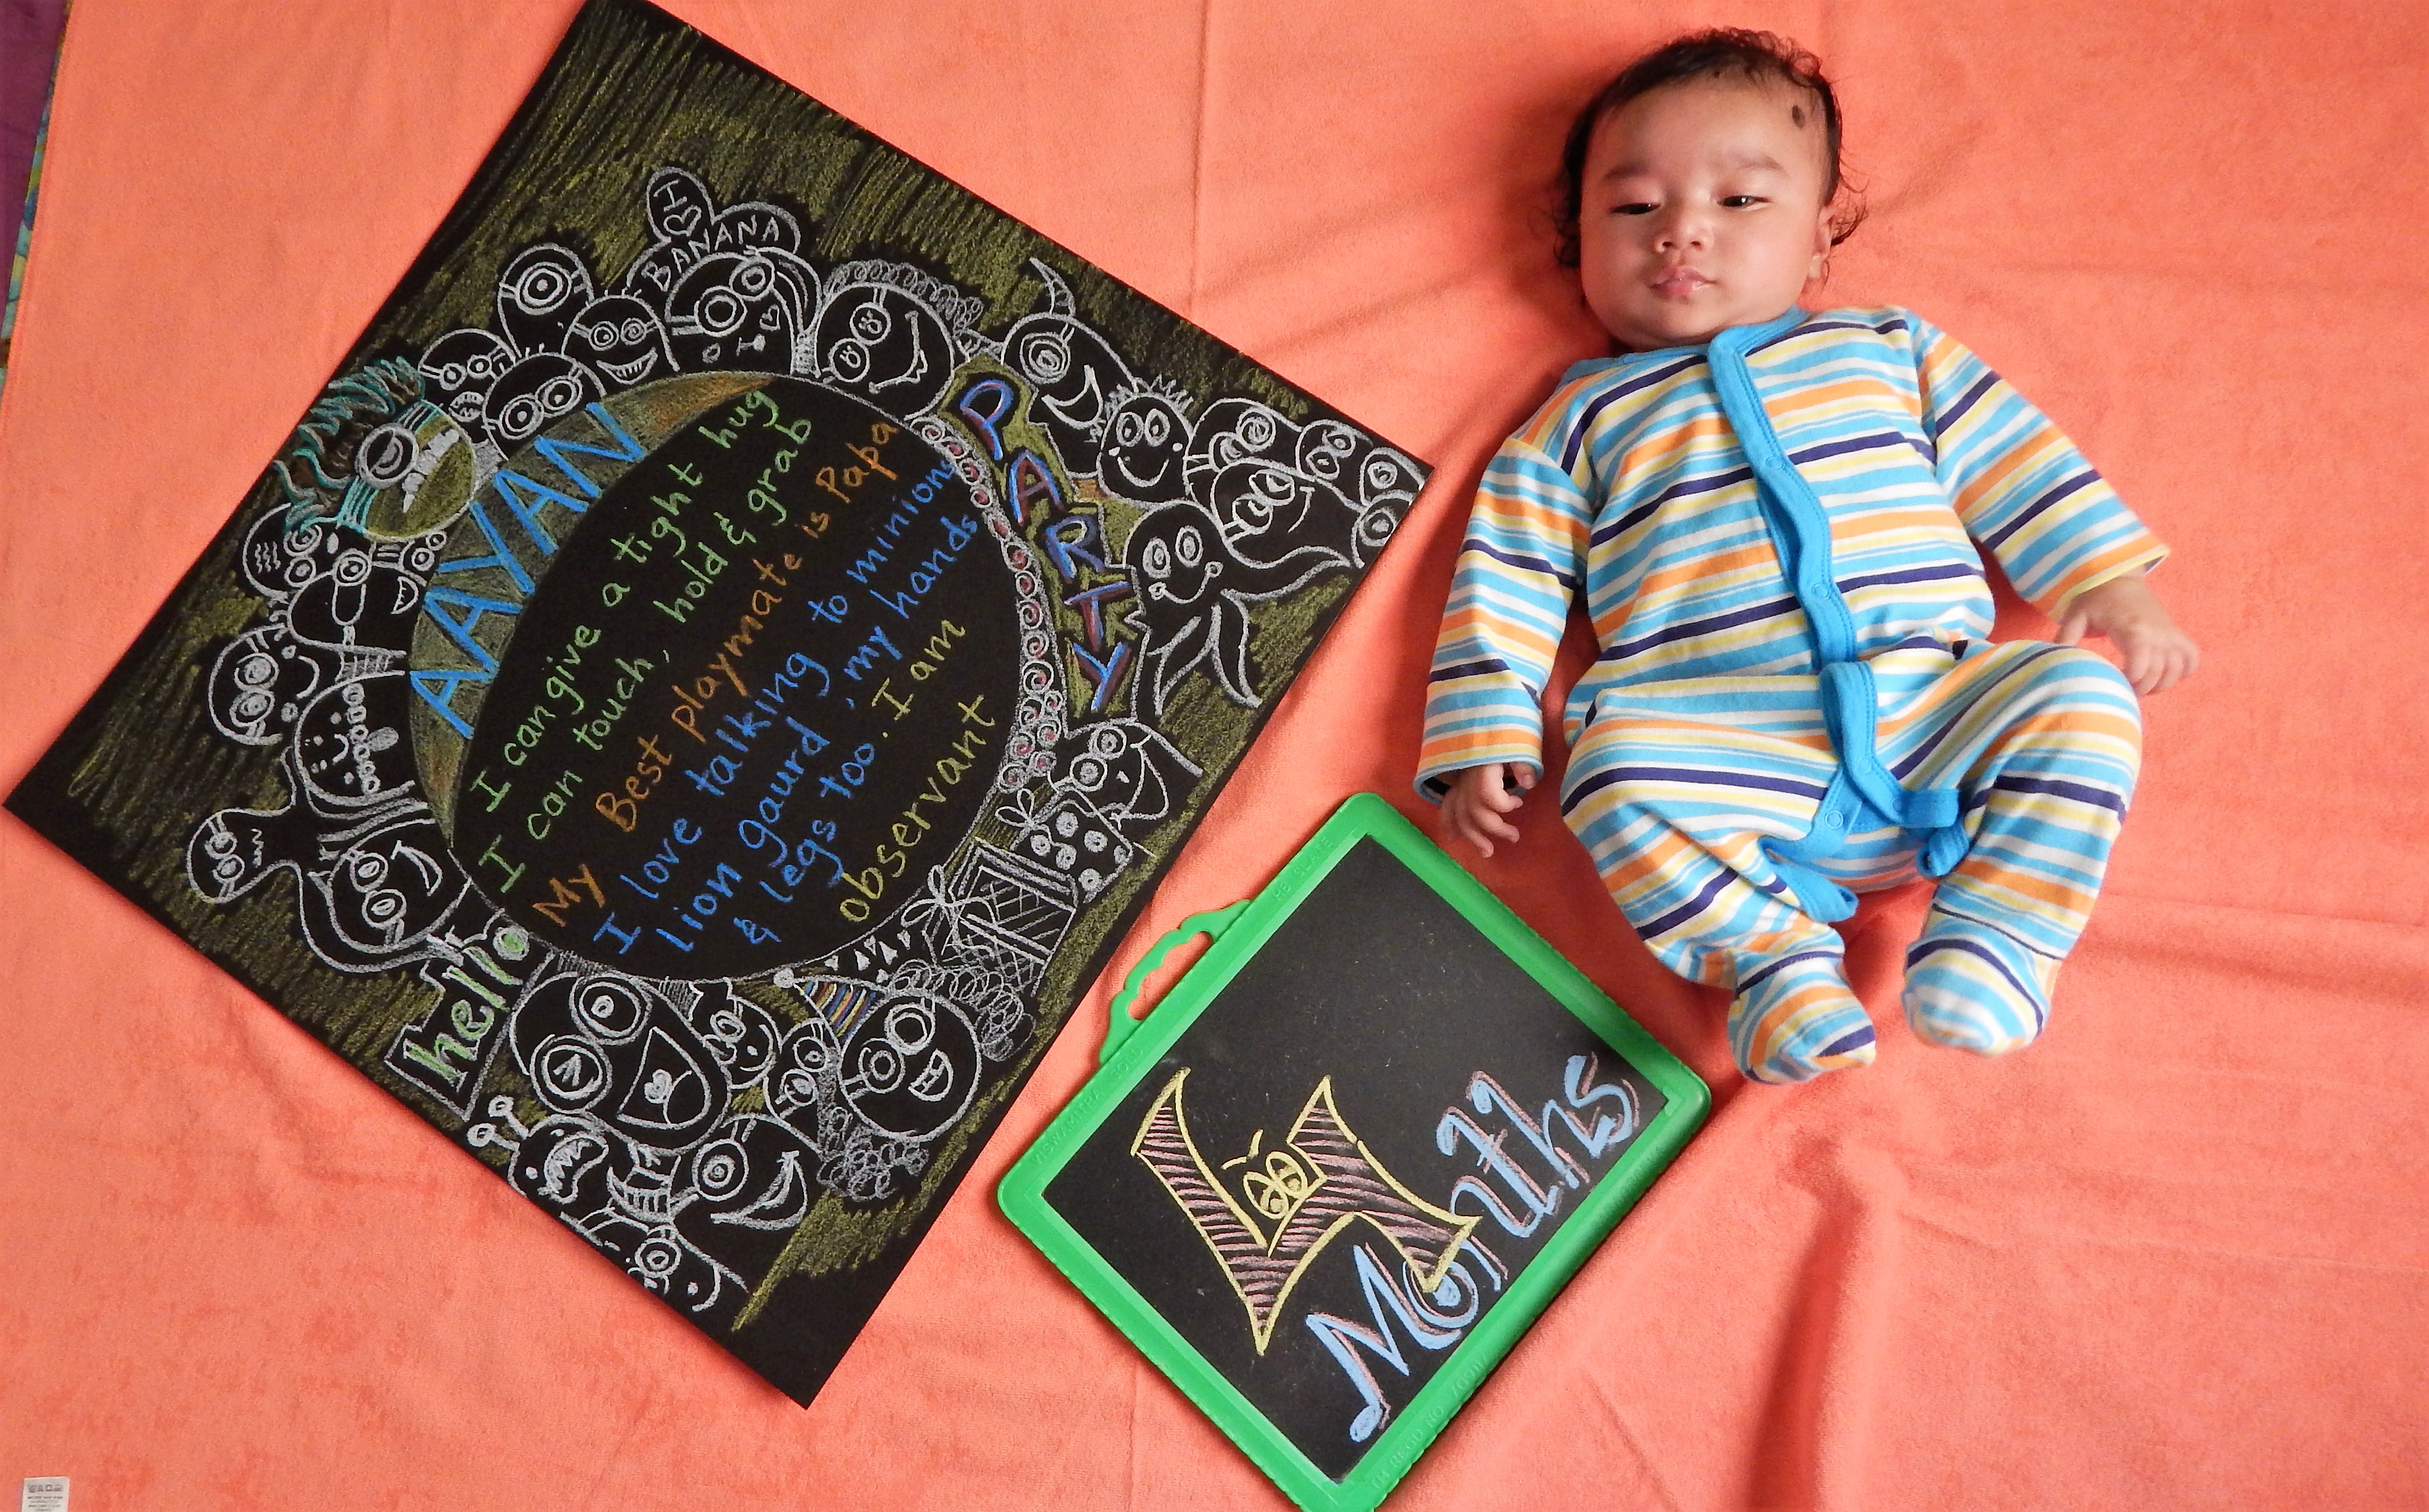 I ♡
BANANA
PARTY
AAYAN
I can give a tight hug
I can touch, hold & grab
My Best playmate is Papa
I love talking to minions
lion gaurd, my hands
& legs too. I am
observant
hello
4
Months